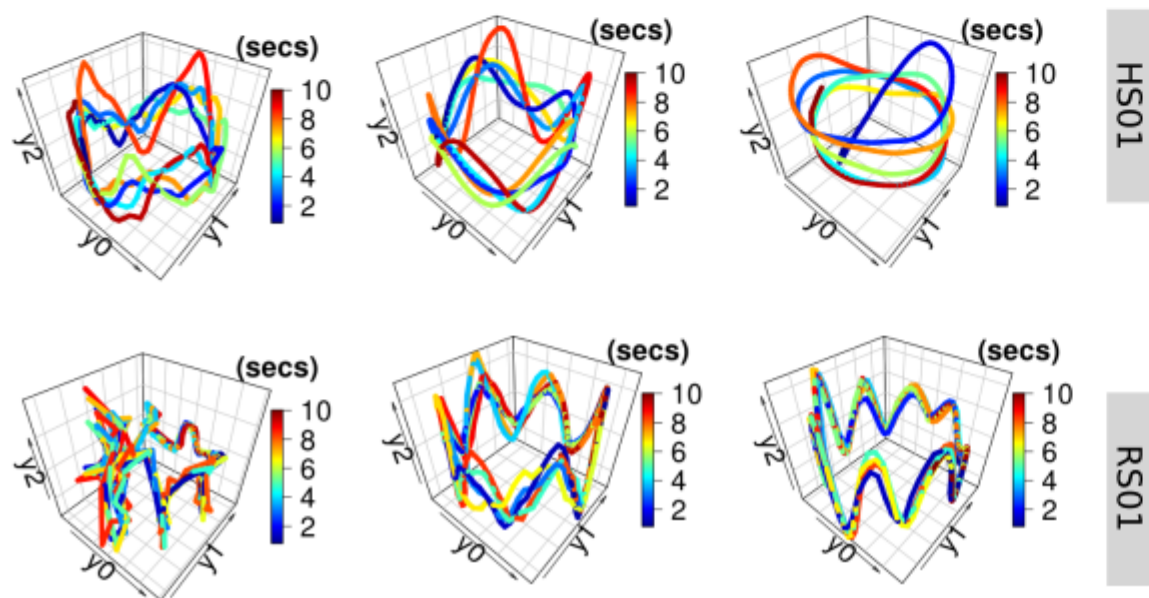 (secs) (secs) (secs)
10 10 10
8 8 8
6 6 6
4 4 4
2 2 2
y2 y2 y2
y0 y0 y0
y1 y1 y1
HS01
(secs) (secs) (secs)
10 10 10
8 8 8
6 6 6
4 4 4
2 2 2
y2 y2 y2
y0 y0 y0
y1 y1 y1
RS01